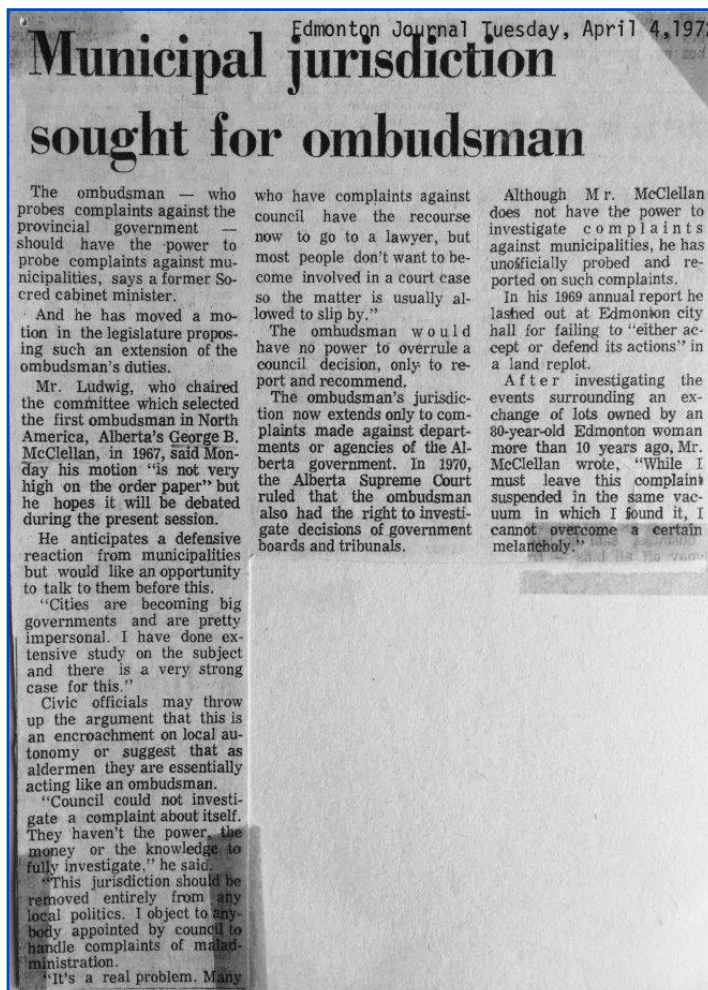 Edmonton Journal Tuesday, April 4,197
Municipal jurisdiction
sought for ombudsman
The ombudsman — who
probes complaints against the
provincial government —
should have the power to
probe complaints against mu-
nicipalities, says a former So-
cred cabinet minister.
And he has moved a mo-
tion in the legislature propos-
ing such an extension of the
ombudsman's duties.
Mr. Ludwig, who chaired
the committee which selected
the first ombudsman in North
America, Alberta's George B.
McClellan, in 1967, said Mon-
day his motion "is not very
high on the order paper" but
he hopes it will be debated
during the present session.
He anticipates a defensive
reaction from municipalities
but would like an opportunity
to talk to them before this.
"Cities are becoming big
governments and are pretty
impersonal. I have done ex-
tensive study on the subject
and there is a very strong
case for this."
Civic officials may throw
up the argument that this is
an encroachment on local au-
tonomy or suggest that as
aldermen they are essentially
acting like an ombudsman.
"Council could not investi-
gate a complaint about itself.
They haven't the power, the
money or the knowledge to
fully investigate," he said.
"This jurisdiction should be
removed entirely from any
local politics. I object to any-
body appointed by council to
handle complaints of malad-
ministration.
"It's a real problem. Many
who have complaints against
council have the recourse
now to go to a lawyer, but
most people don't want to be-
come involved in a court case
so the matter is usually al-
lowed to slip by."
The ombudsman would
have no power to overrule a
council decision, only to re-
port and recommend.
The ombudsman's jurisdic-
tion now extends only to com-
plaints made against depart-
ments or agencies of the Al-
berta government. In 1970,
the Alberta Supreme Court
ruled that the ombudsman
also had the right to investi-
gate decisions of government
boards and tribunals.
Although Mr. McClellan
does not have the power to
investigate complaints
against municipalities, he has
unofficially probed and re-
ported on such complaints.
In his 1969 annual report he
lashed out at Edmonton city
hall for failing to "either ac-
cept or defend its actions" in
a land replot.
After investigating the
events surrounding an ex-
change of lots owned by an
80-year-old Edmonton woman
more than 10 years ago, Mr.
McClellan wrote, "While I
must leave this complaint
suspended in the same vac-
uum in which I found it, I
cannot overcome a certain
melancholy."